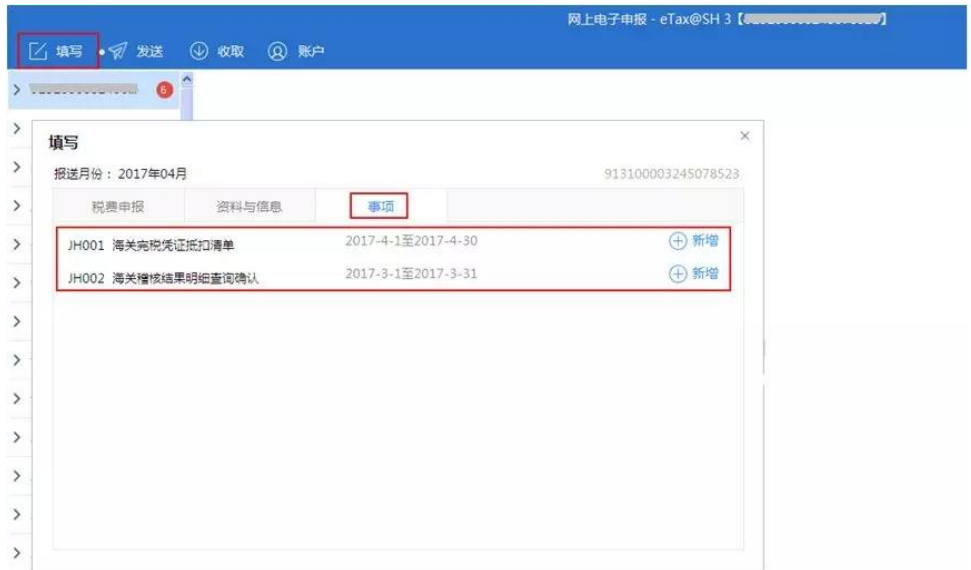 网上电子申报 - eTax@SH 3【
】
填写 发送 收取 账户
6
填写
报送月份： 2017年04月 913100003245078523
税费申报 资料与信息 事项
JH001 海关完税凭证抵扣清单 2017-4-1至2017-4-30 新增
JH002 海关稽核结果明细查询确认 2017-3-1至2017-3-31 新增